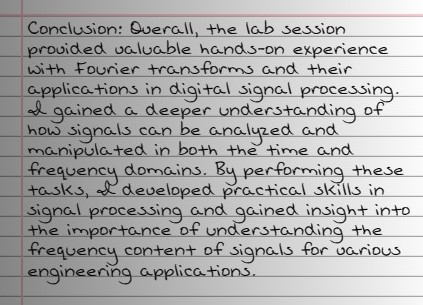 Conclusion: Overall, the lab session
provided valuable hands-on experience
with Fourier transforms and their
applications in digital signal processing.
I gained a deeper understanding of
how signals can be analyzed and
manipulated in both the time and
frequency domains. By performing these
tasks, I developed practical skills in
signal processing and gained insight into
the importance of understanding the
frequency content of signals for various
engineering applications.